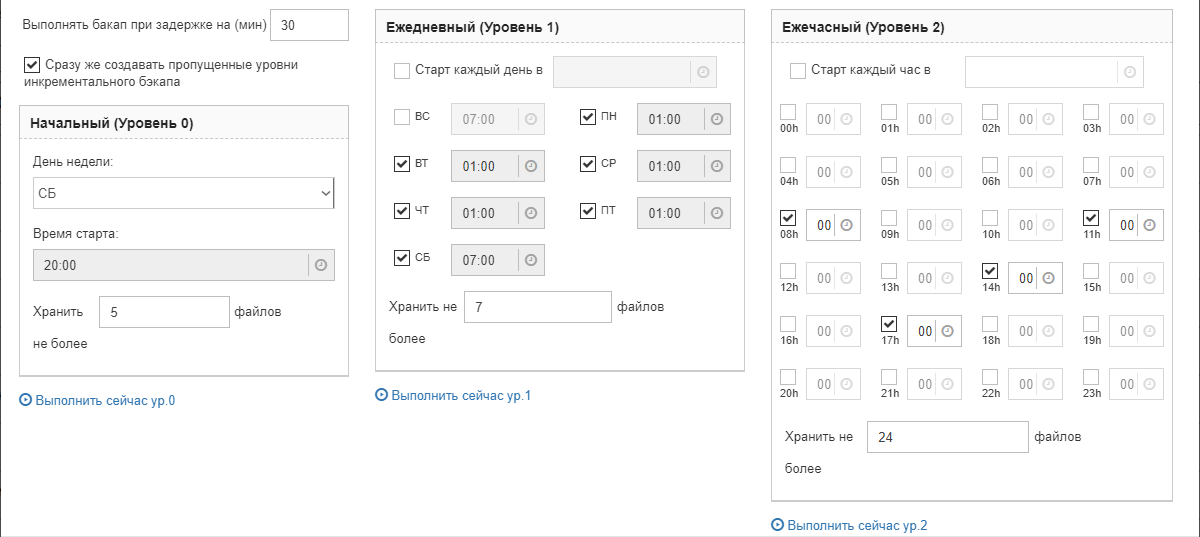 Выполнять бакап при задержке на (мин) 30
Сразу же создавать пропущенные уровни
инкрементального бэкапа
Начальный (Уровень 0)
День недели:
СБ
Время старта:
20:00
Хранить 5 файлов
не более
Выполнить сейчас ур.0
Ежедневный (Уровень 1)
Старт каждый день в
ВС 07:00 ПН 01:00
ВТ 01:00 СР 01:00
ЧТ 01:00 ПТ 01:00
СБ 07:00
Хранить не 7 файлов
более
Выполнить сейчас ур.1
Ежечасный (Уровень 2)
Старт каждый час в
00h 00 01h 00 02h 00 03h 00
04h 00 05h 00 06h 00 07h 00
08h 00 09h 00 10h 00 11h 00
12h 00 13h 00 14h 00 15h 00
16h 00 17h 00 18h 00 19h 00
20h 00 21h 00 22h 00 23h 00
Хранить не 24 файлов
более
Выполнить сейчас ур.2